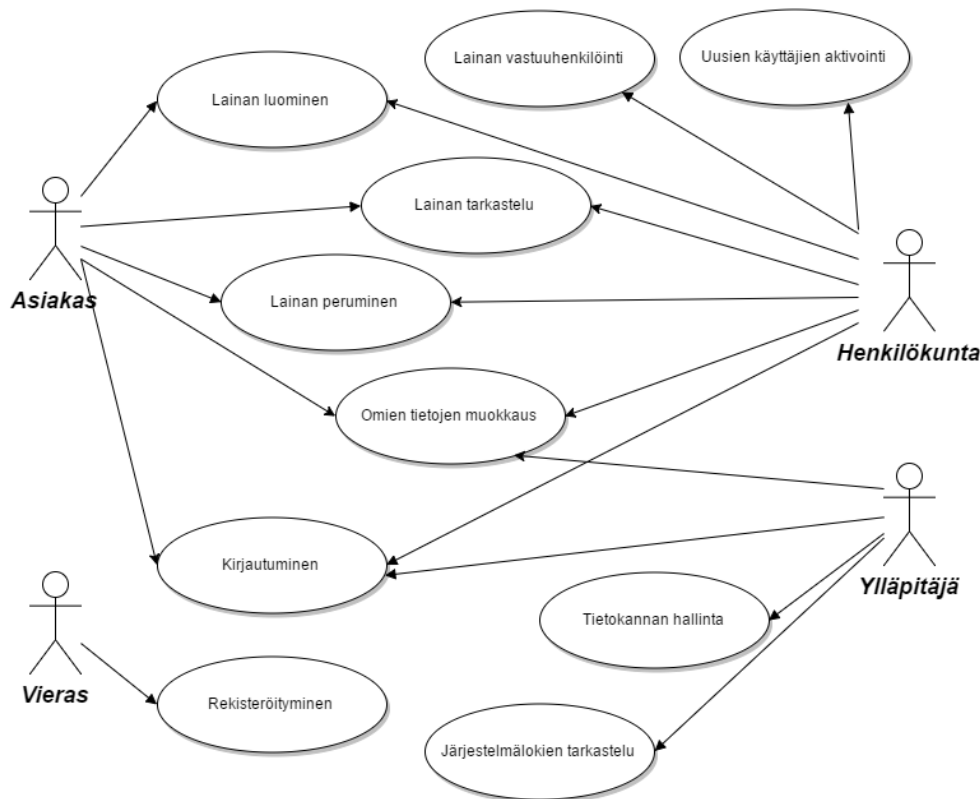 Lainan vastuuhenkilöinti
Uusien käyttäjien aktivointi
Lainan luominen
Lainan tarkastelu
Asiakas
Lainan peruminen
Henkilökunta
Omien tietojen muokkaus
Kirjautuminen
Ylläpitäjä
Tietokannan hallinta
Vieras
Rekisteröityminen
Järjestelmälokien tarkastelu